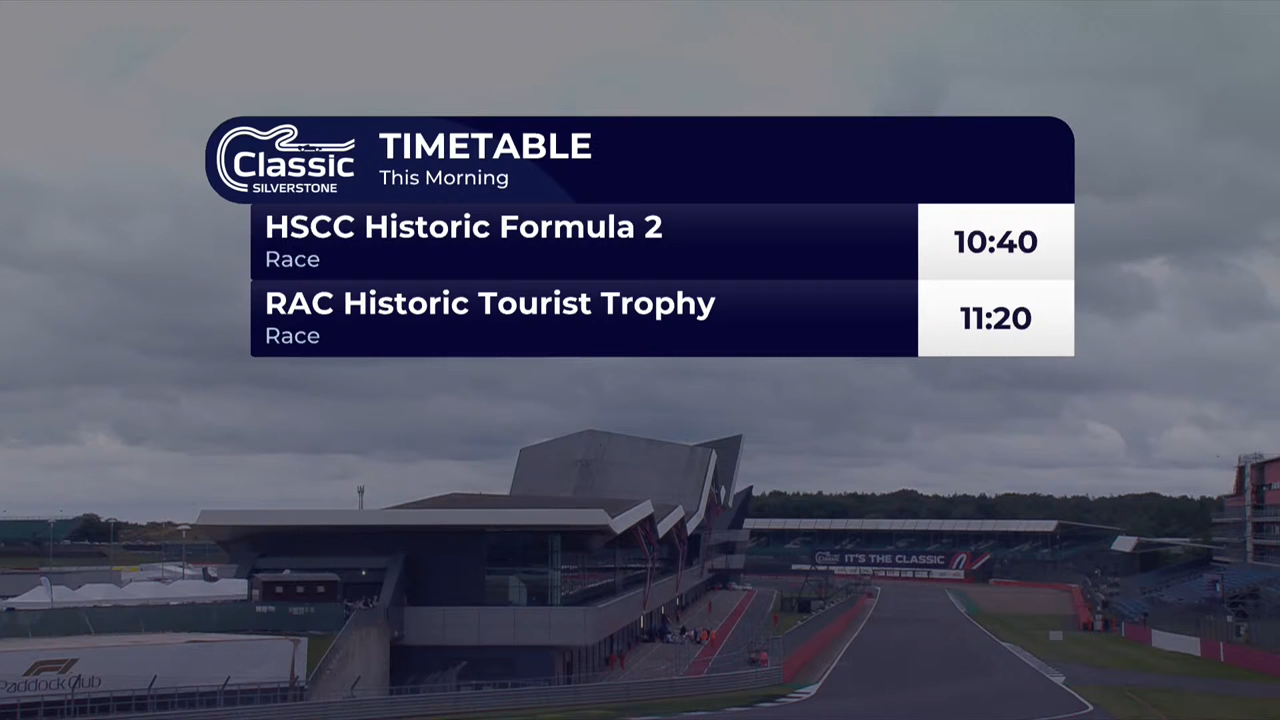 Classic
SILVERSTONE
TIMETABLE
This Morning
HSCC Historic Formula 2
Race
10:40
RAC Historic Tourist Trophy
Race
11:20
Classic
IT'S THE CLASSIC
Paddock Club